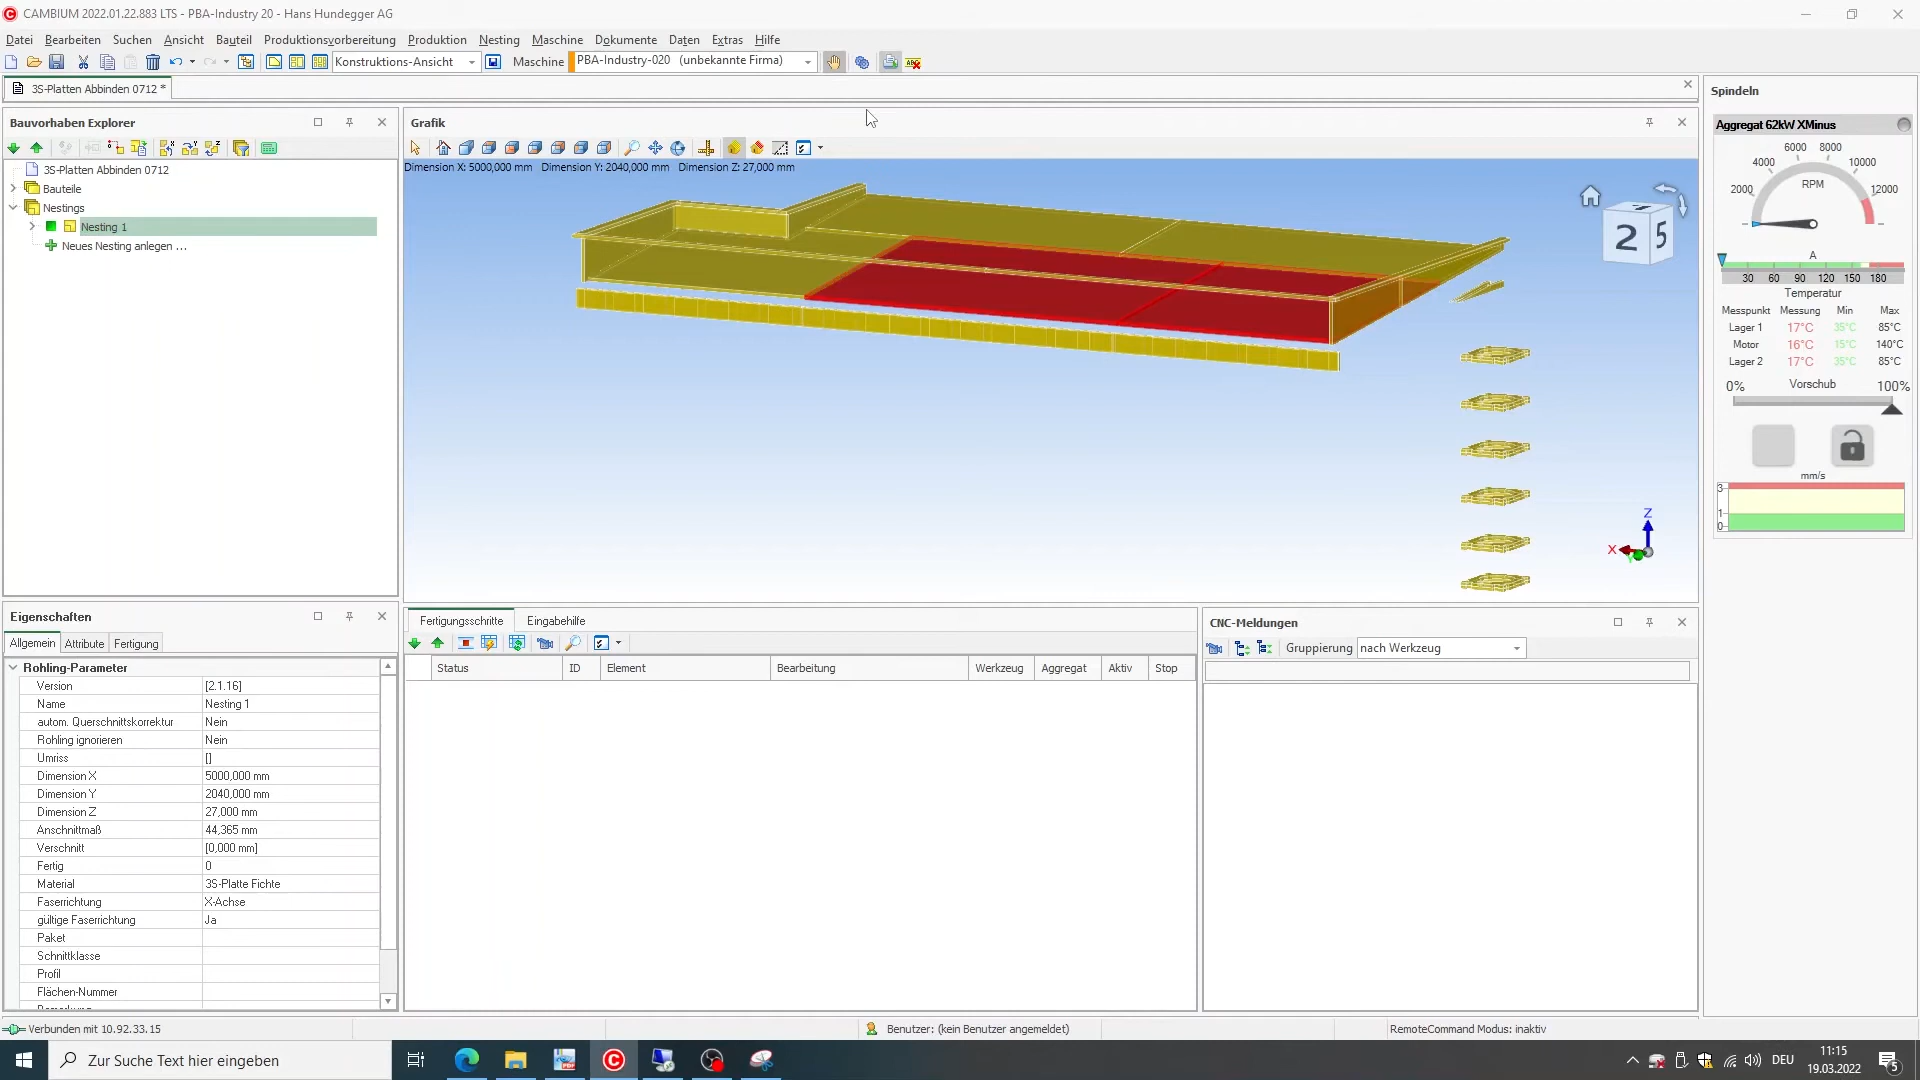 CAMBIUM 2022.01.22.883 LTS - PBA-Industry 20 - Hans Hundegger AG
Datei Bearbeiten Suchen Ansicht Bauteil Produktionsvorbereitung Produktion Nesting Maschine Dokumente Daten Extras Hilfe
Konstruktions-Ansicht Maschine PBA-Industry-020 (unbekannte Firma)
3S-Platten Abbinden 0712 *
Bauvorhaben Explorer
3S-Platten Abbinden 0712
Bauteile
Nestings
Nesting 1
Neues Nesting anlegen ...
Grafik
Dimension X: 5000,000 mm Dimension Y: 2040,000 mm Dimension Z: 27,000 mm
2 5
Z
X
Spindeln
Aggregat 62kW XMinus
6000 8000
4000 10000
RPM
2000 12000
A
30 60 90 120 150 180
Temperatur
Messpunkt Messung Min Max
Lager 1 17°C 35°C 85°C
Motor 16°C 15°C 140°C
Lager 2 17°C 35°C 85°C
0% Vorschub 100%
mm/s
3
1
0
Eigenschaften
Allgemein Attribute Fertigung
Rohling-Parameter
Version [2.1.16]
Name Nesting 1
autom. Querschnittskorrektur Nein
Rohling ignorieren Nein
Umriss []
Dimension X 5000,000 mm
Dimension Y 2040,000 mm
Dimension Z 27,000 mm
Anschnittmaß 44,365 mm
Verschnitt [0,000 mm]
Fertig 0
Material 3S-Platte Fichte
Faserrichtung X-Achse
gültige Faserrichtung Ja
Paket
Schnittklasse
Profil
Flächen-Nummer
Fertigungsschritte Eingabehilfe
Status ID Element Bearbeitung Werkzeug Aggregat Aktiv Stop
CNC-Meldungen
Gruppierung nach Werkzeug
Verbunden mit 10.92.33.15
Benutzer: (kein Benutzer angemeldet)
RemoteCommand Modus: inaktiv
Zur Suche Text hier eingeben
DEU
11:15
19.03.2022
5